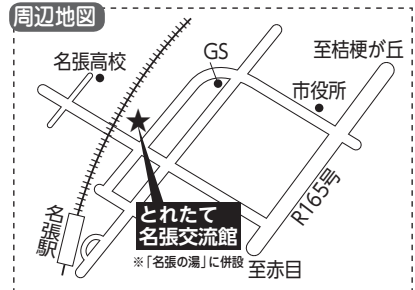 周辺地図
名張高校
GS
至桔梗が丘
市役所
R165号
名張駅
とれたて
名張交流館
※「名張の湯」に併設
至赤目